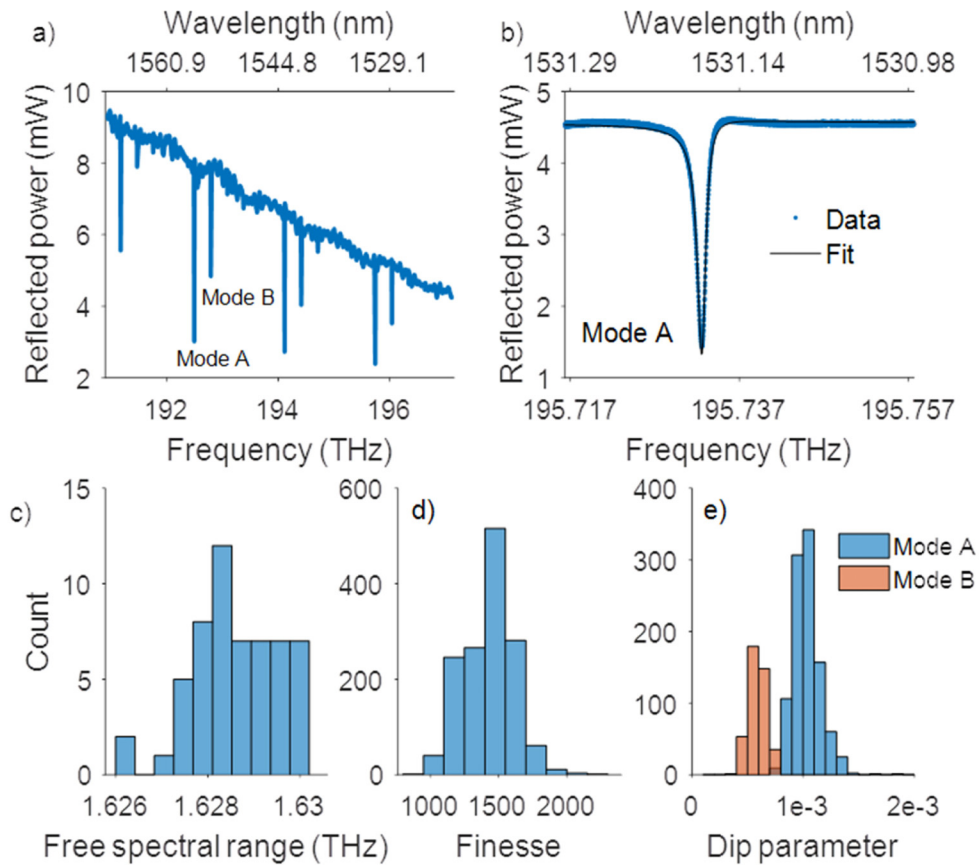 a)
Wavelength (nm)
1560.9 1544.8 1529.1
10
8
6
4
2
Reflected power (mW)
Mode B
Mode A
192 194 196
Frequency (THz)
b)
Wavelength (nm)
1531.29 1531.14 1530.98
5
4
3
2
1
Reflected power (mW)
Data
Fit
Mode A
195.717 195.737 195.757
Frequency (THz)
c)
15
10
5
0
Count
1.626 1.628 1.63
Free spectral range (THz)
d)
600
400
200
0
1000 1500 2000
Finesse
e)
400
300
200
100
0
Mode A
Mode B
0 1e-3 2e-3
Dip parameter